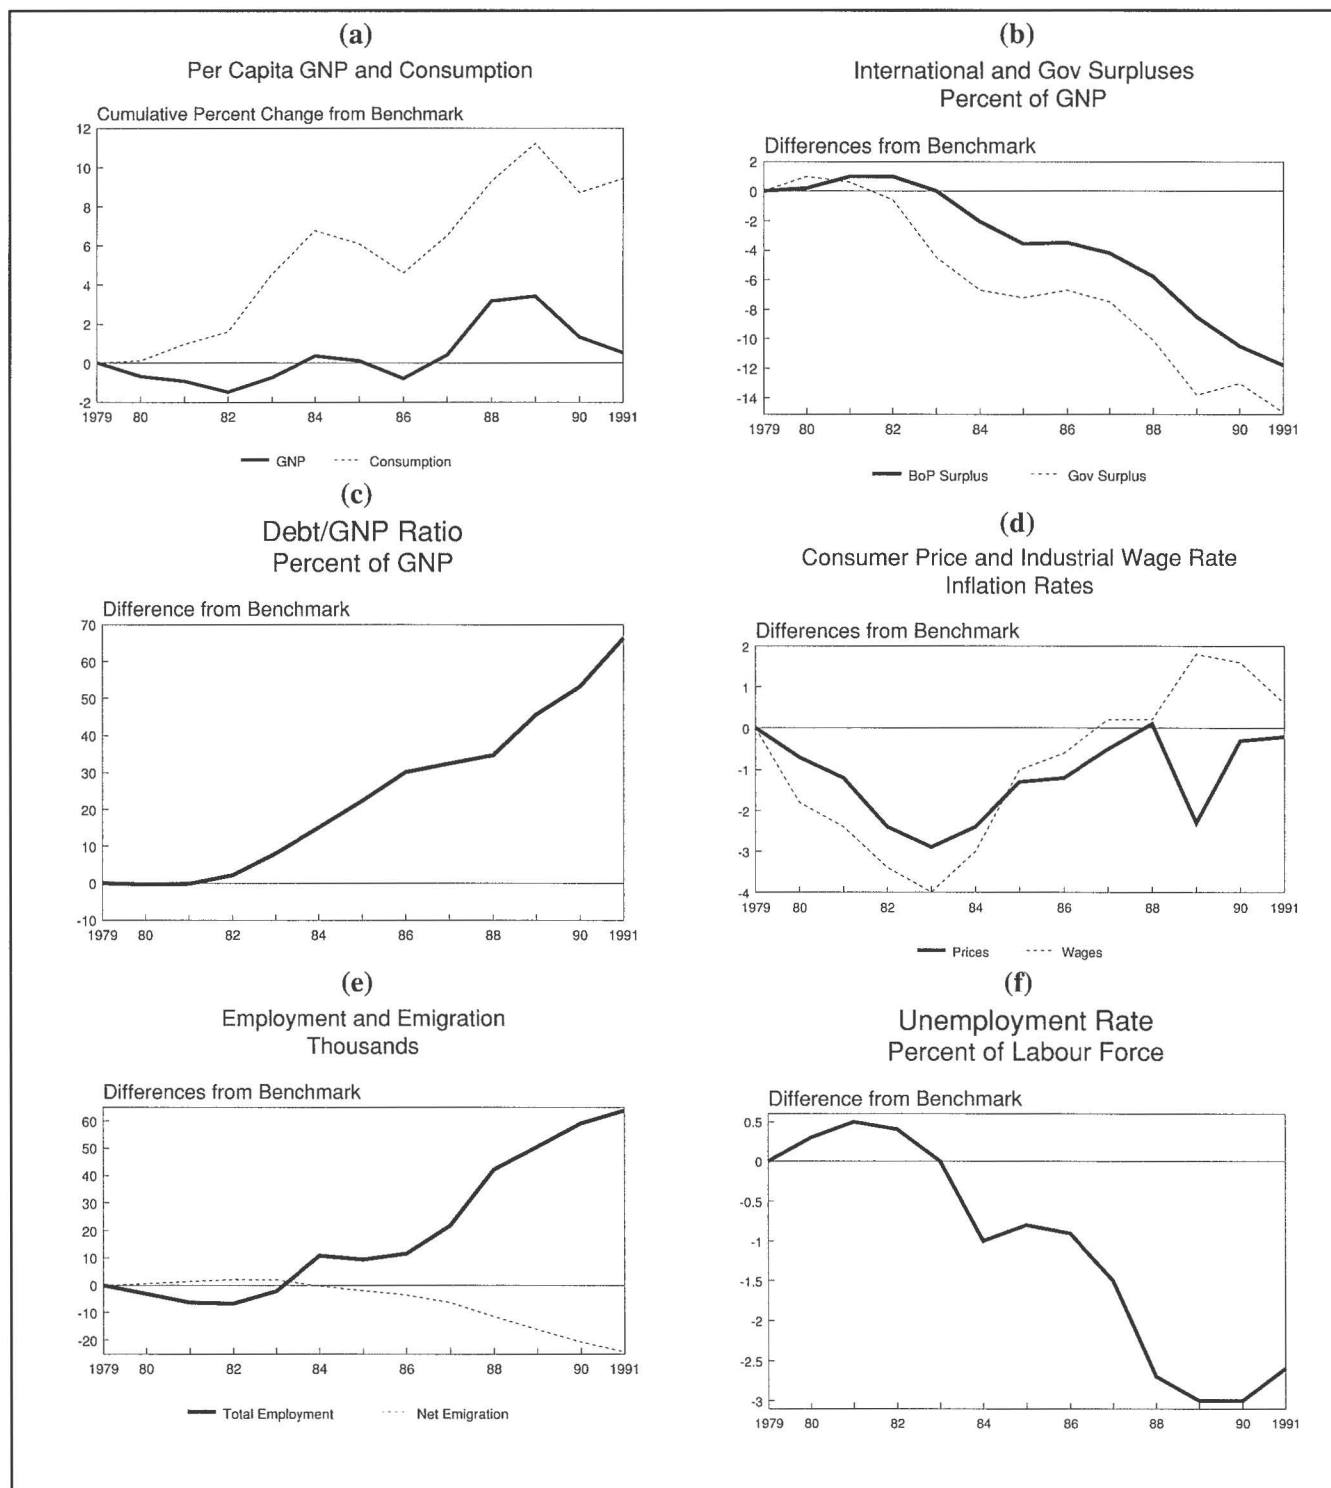 (a)
Per Capita GNP and Consumption
Cumulative Percent Change from Benchmark
12
10
8
6
4
2
0
-2
1979 80 82 84 86 88 90 1991
GNP Consumption
(b)
International and Gov Surpluses
Percent of GNP
Differences from Benchmark
2
0
-2
-4
-6
-8
-10
-12
-14
1979 80 82 84 86 88 90 1991
BoP Surplus Gov Surplus
(c)
Debt/GNP Ratio
Percent of GNP
Difference from Benchmark
70
60
50
40
30
20
10
0
-10
1979 80 82 84 86 88 90 1991
(d)
Consumer Price and Industrial Wage Rate
Inflation Rates
Differences from Benchmark
2
1
0
-1
-2
-3
-4
1979 80 82 84 86 88 90 1991
Prices Wages
(e)
Employment and Emigration
Thousands
Differences from Benchmark
60
50
40
30
20
10
0
-10
-20
1979 80 82 84 86 88 90 1991
Total Employment Net Emigration
(f)
Unemployment Rate
Percent of Labour Force
Difference from Benchmark
0.5
0
-0.5
-1
-1.5
-2
-2.5
-3
1979 80 82 84 86 88 90 1991